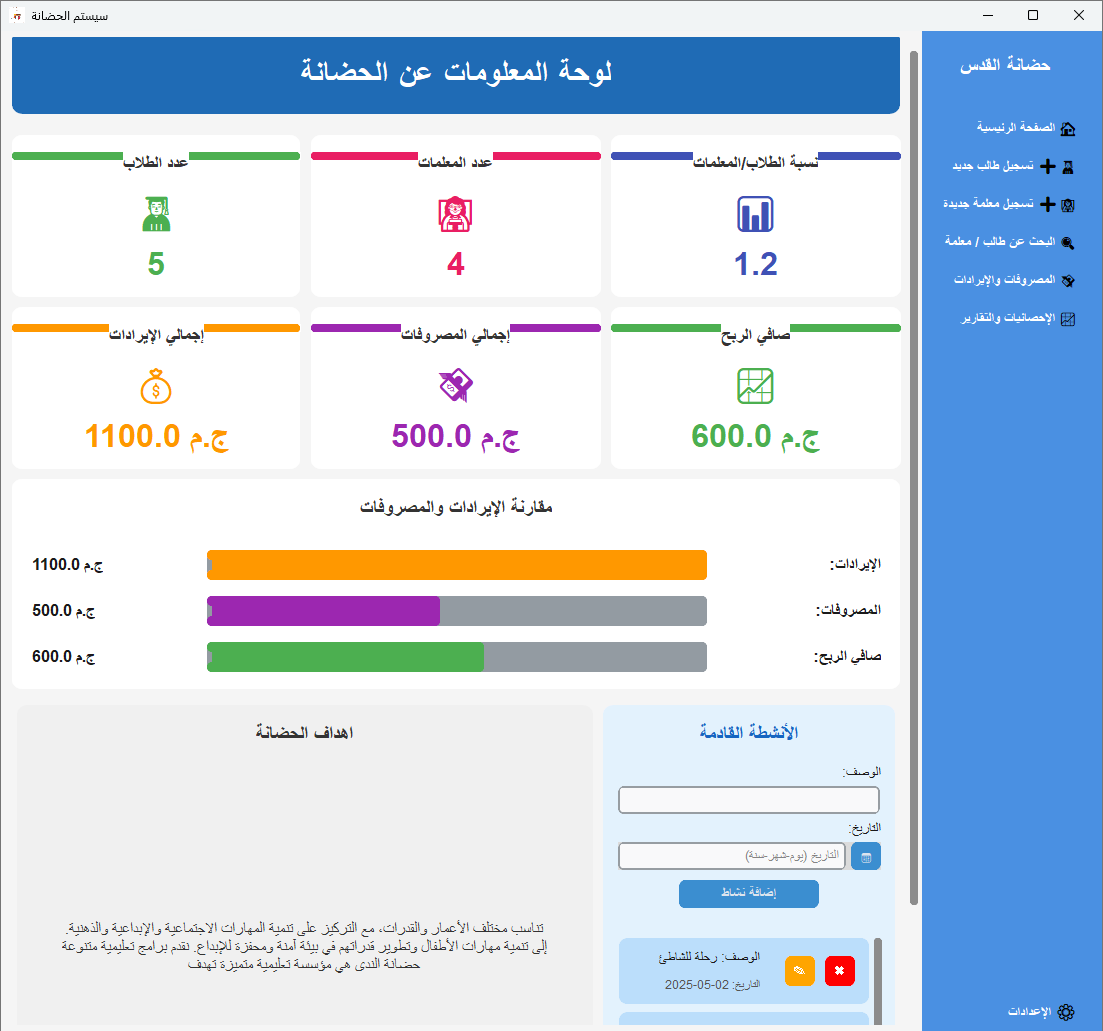 سيستم الحضانة
حضانة القدس
الصفحة الرئيسية
تسجيل طالب جديد
تسجيل معلمة جديدة
البحث عن طالب / معلمة
المصروفات والإيرادات
الإحصائيات والتقارير
الإعدادات
لوحة المعلومات عن الحضانة
نسبة الطلاب/المعلمات
1.2
عدد المعلمات
4
عدد الطلاب
5
صافي الربح
600.0 ج.م
إجمالي المصروفات
500.0 ج.م
إجمالي الإيرادات
1100.0 ج.م
مقارنة الإيرادات والمصروفات
الإيرادات:
1100.0 ج.م
المصروفات:
500.0 ج.م
صافي الربح:
600.0 ج.م
الأنشطة القادمة
الوصف:
التاريخ:
التاريخ (يوم-شهر-سنة)
إضافة نشاط
الوصف: رحلة للشاطئ
التاريخ: 02-05-2025
اهداف الحضانة
تناسب مختلف الأعمار والقدرات، مع التركيز على تنمية المهارات الاجتماعية والإبداعية والذهنية.
إلى تنمية مهارات الأطفال وتطوير قدراتهم في بيئة آمنة ومحفزة للإبداع. نقدم برامج تعليمية متنوعة
حضانة الندى هي مؤسسة تعليمية متميزة تهدف